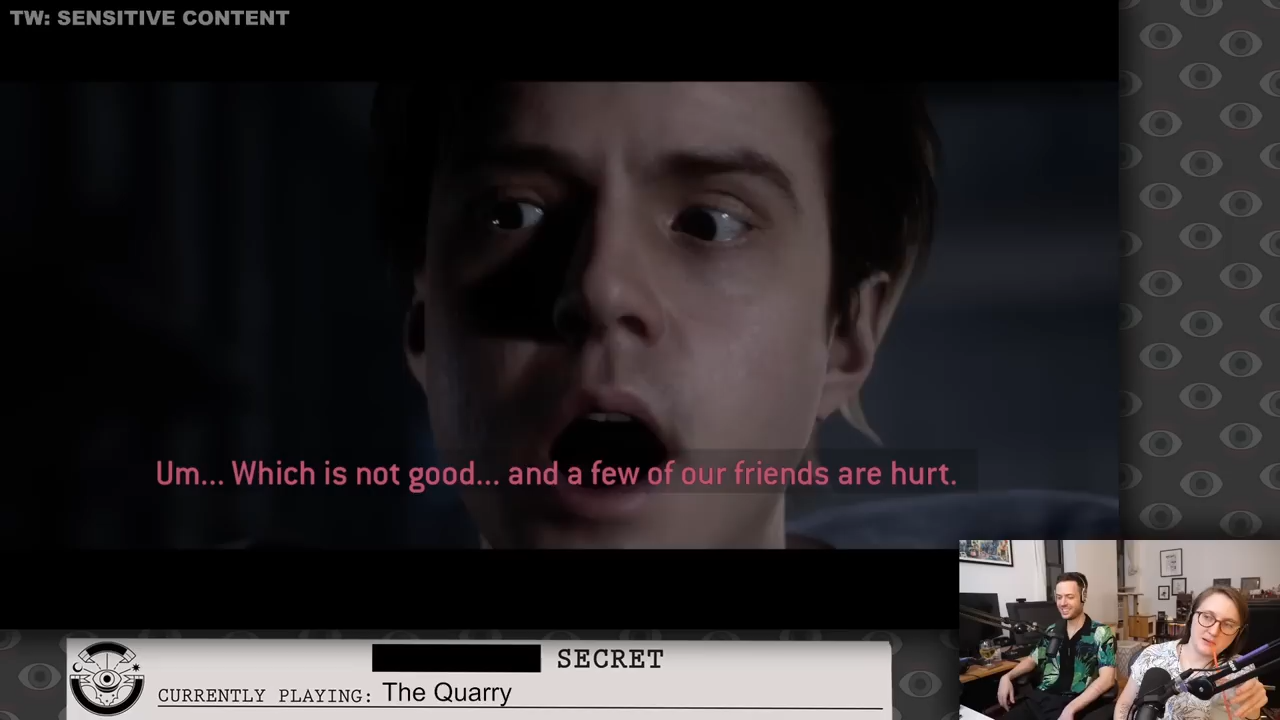 TW: SENSITIVE CONTENT
Um... Which is not good... and a few of our friends are hurt.
SECRET
CURRENTLY PLAYING: The Quarry